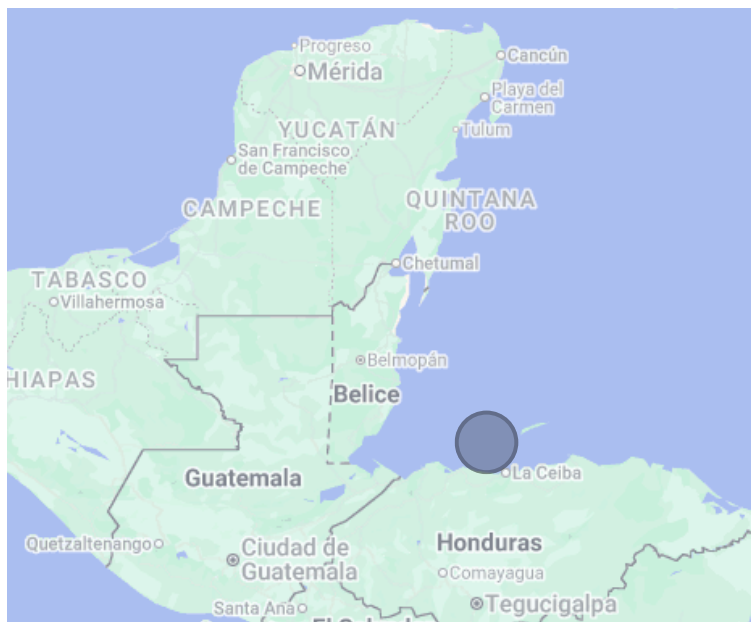 Progreso
Cancún
Mérida
Playa del
Carmen
YUCATÁN
Tulum
San Francisco
de Campeche
CAMPECHE
QUINTANA
ROO
Chetumal
TABASCO
Villahermosa
Belmopán
HIAPAS
Belice
Guatemala
La Ceiba
Quetzaltenango
Ciudad de
Guatemala
Honduras
Comayagua
Santa Ana
Tegucigalpa